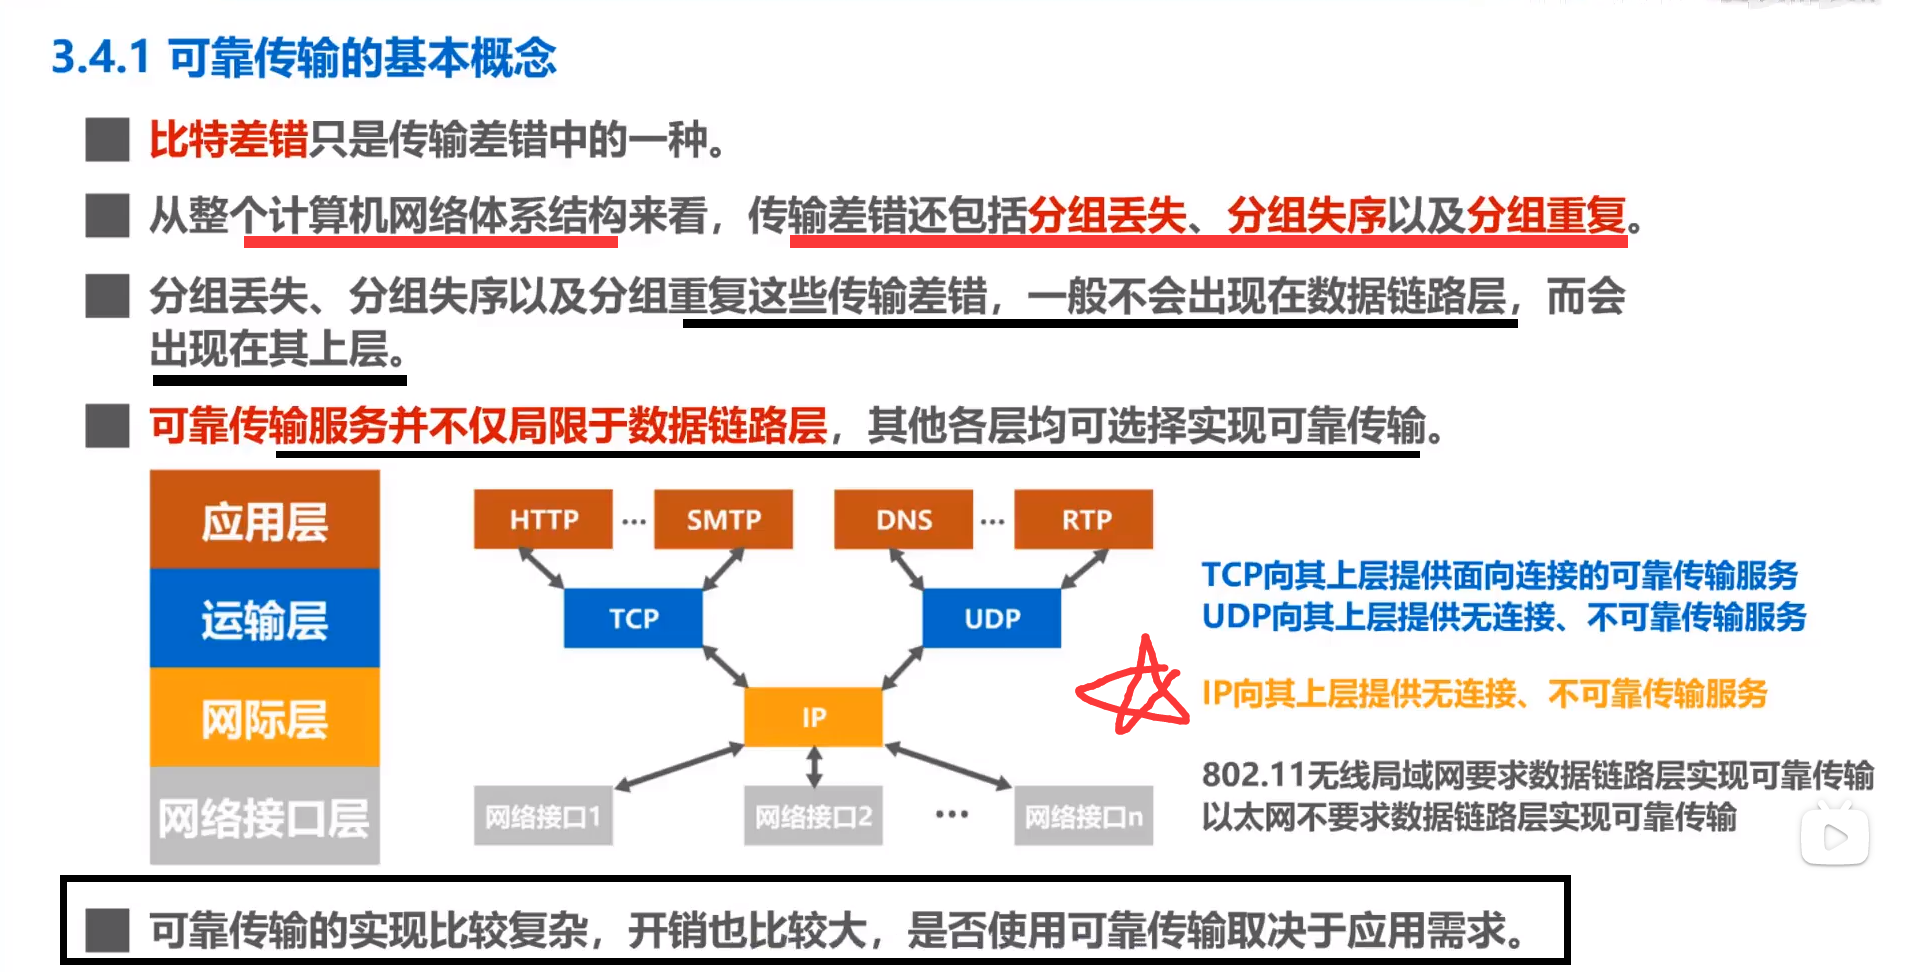 3.4.1 可靠传输的基本概念
比特差错只是传输差错中的一种。
从整个计算机网络体系结构来看，传输差错还包括分组丢失、分组失序以及分组重复。
分组丢失、分组失序以及分组重复这些传输差错，一般不会出现在数据链路层，而会
出现在其上层。
可靠传输服务并不仅局限于数据链路层，其他各层均可选择实现可靠传输。
应用层
HTTP ··· SMTP
DNS ··· RTP
运输层
TCP
UDP
TCP向其上层提供面向连接的可靠传输服务
UDP向其上层提供无连接、不可靠传输服务
网际层
IP
IP向其上层提供无连接、不可靠传输服务
网络接口层
网络接口1
网络接口2
···
网络接口n
802.11无线局域网要求数据链路层实现可靠传输
以太网不要求数据链路层实现可靠传输
可靠传输的实现比较复杂，开销也比较大，是否使用可靠传输取决于应用需求。